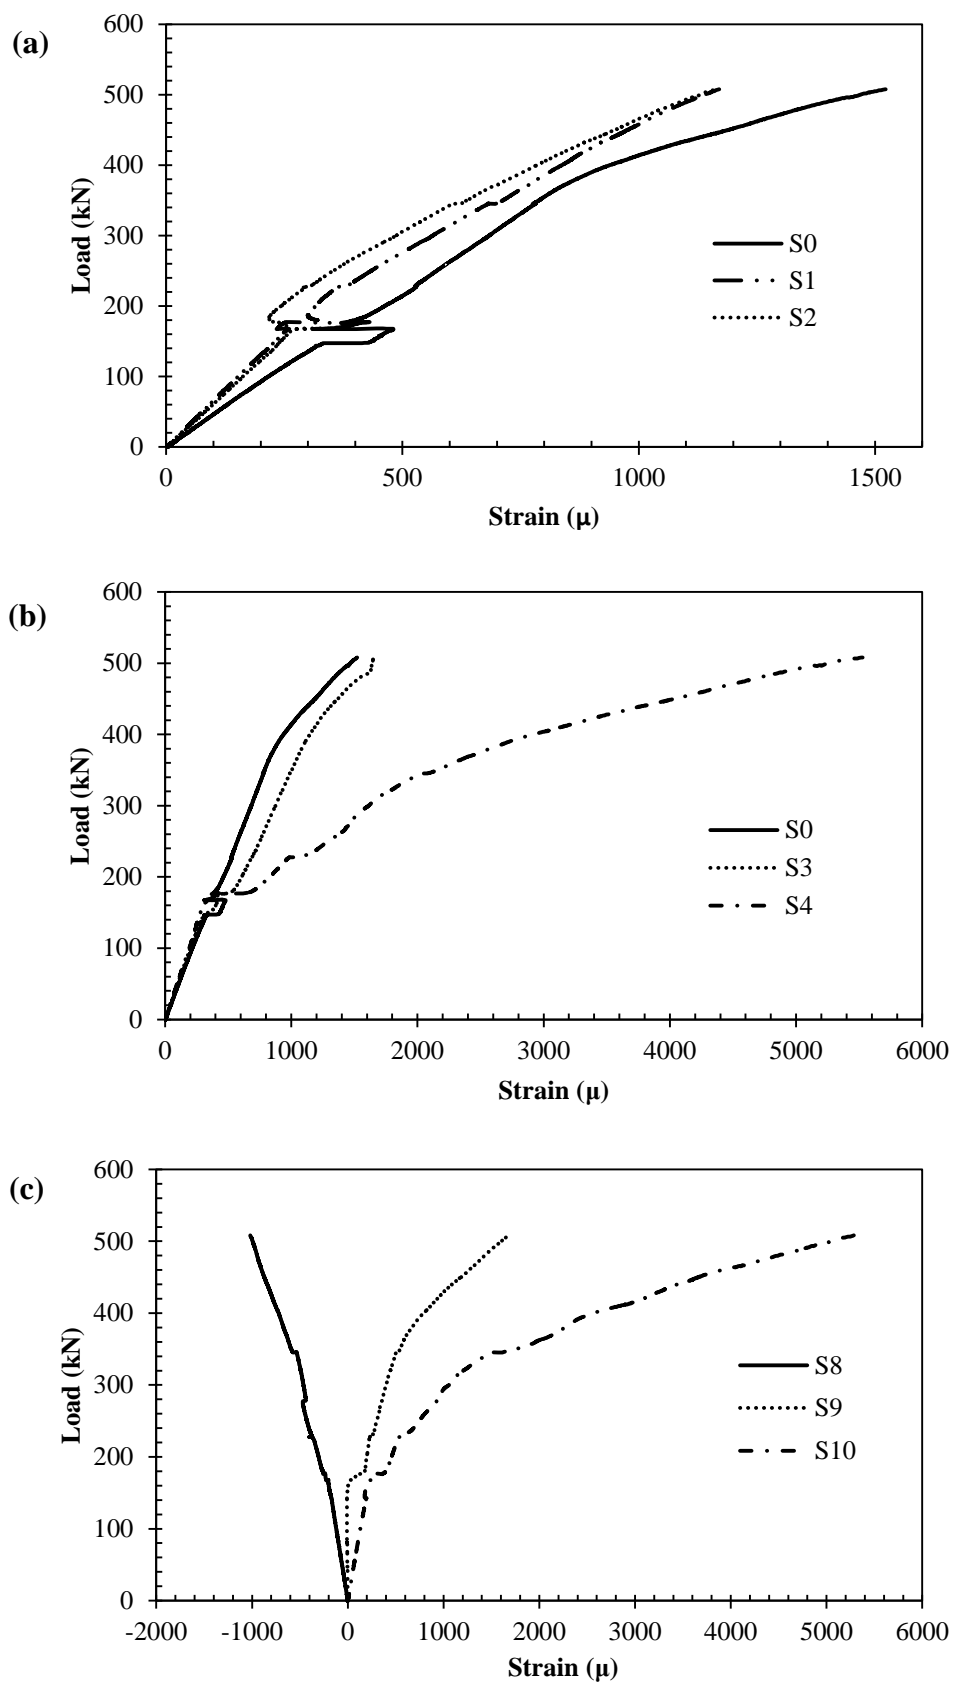 (a)
600
500
400
300
200
100
0
Load (kN)
S0
S1
S2
0 500 1000 1500
Strain (μ)
(b)
600
500
400
300
200
100
0
Load (kN)
S0
S3
S4
0 1000 2000 3000 4000 5000 6000
Strain (μ)
(c)
600
500
400
300
200
100
0
Load (kN)
S8
S9
S10
-2000 -1000 0 1000 2000 3000 4000 5000 6000
Strain (μ)